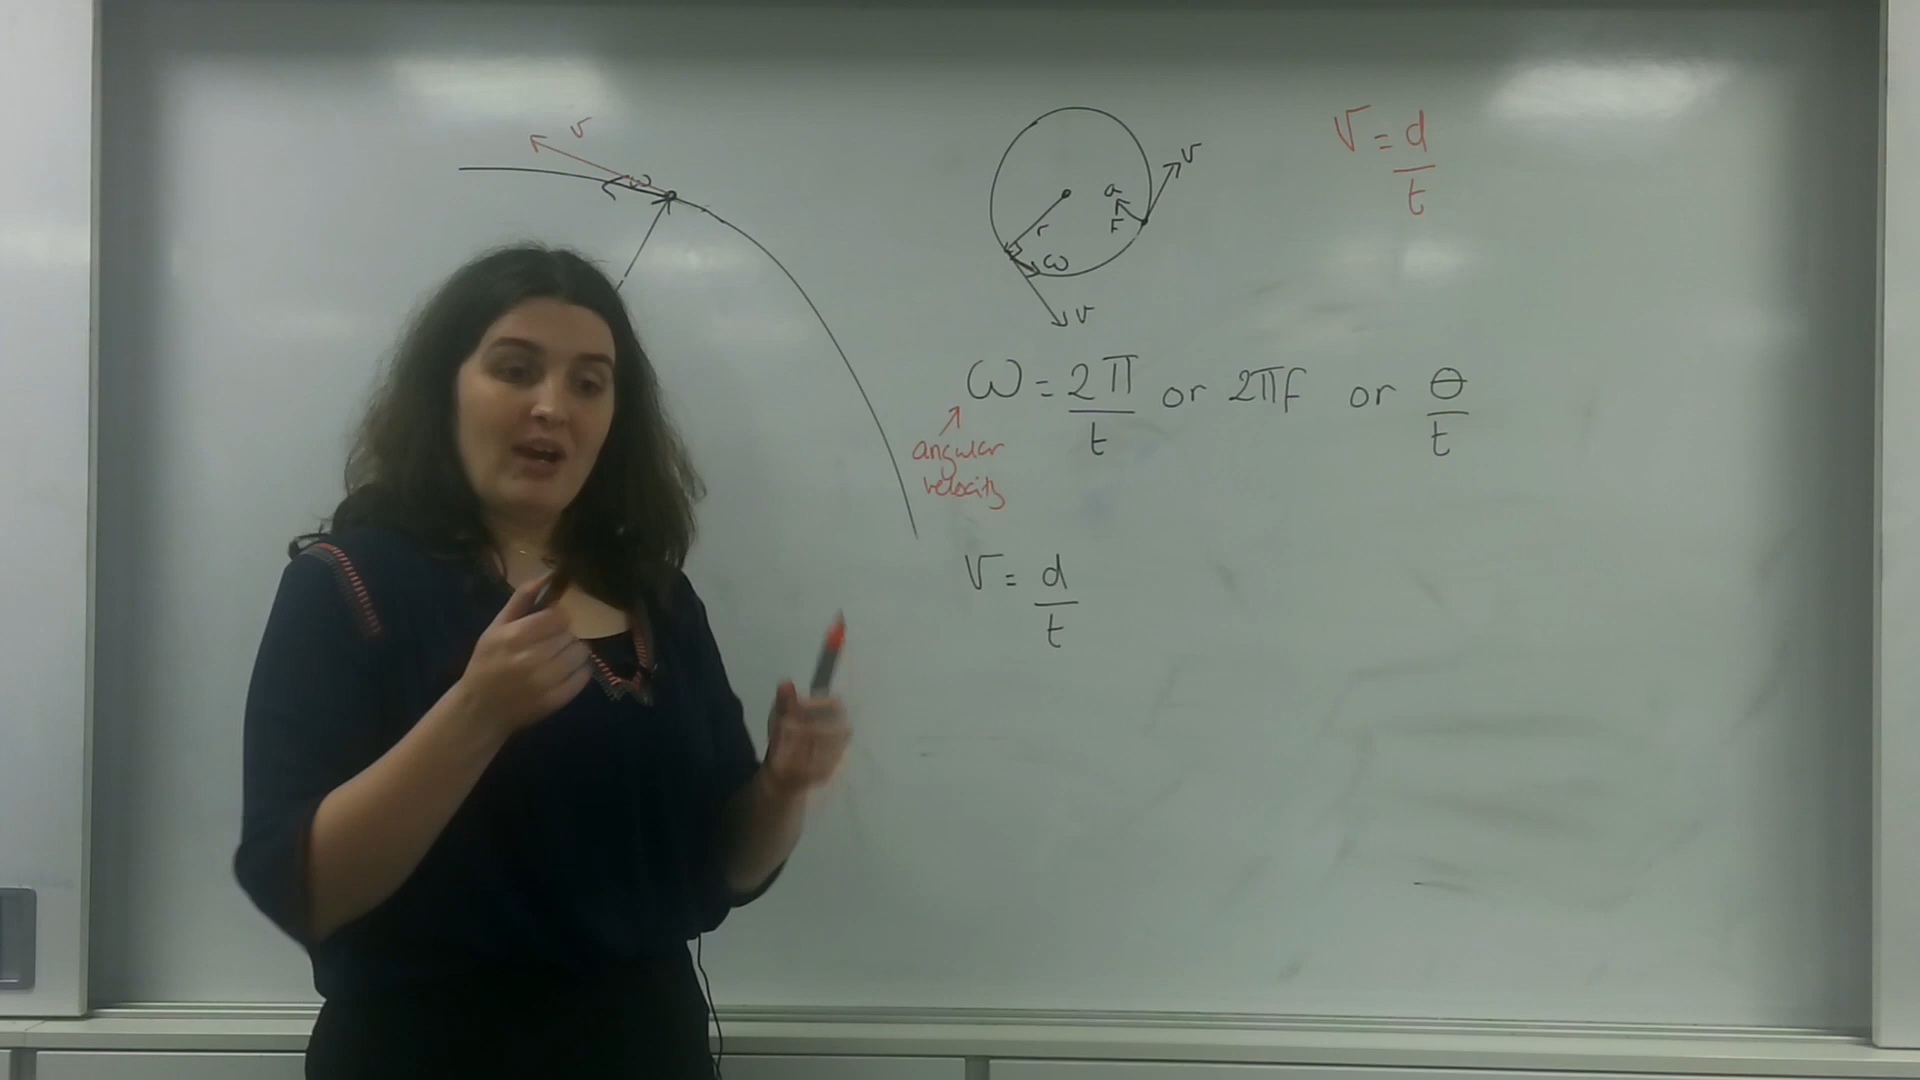 v
ω
v
a
F
r
ω
v
v = d/t
ω = 2π/t or 2πf or θ/t
angular
velocity
v = d/t